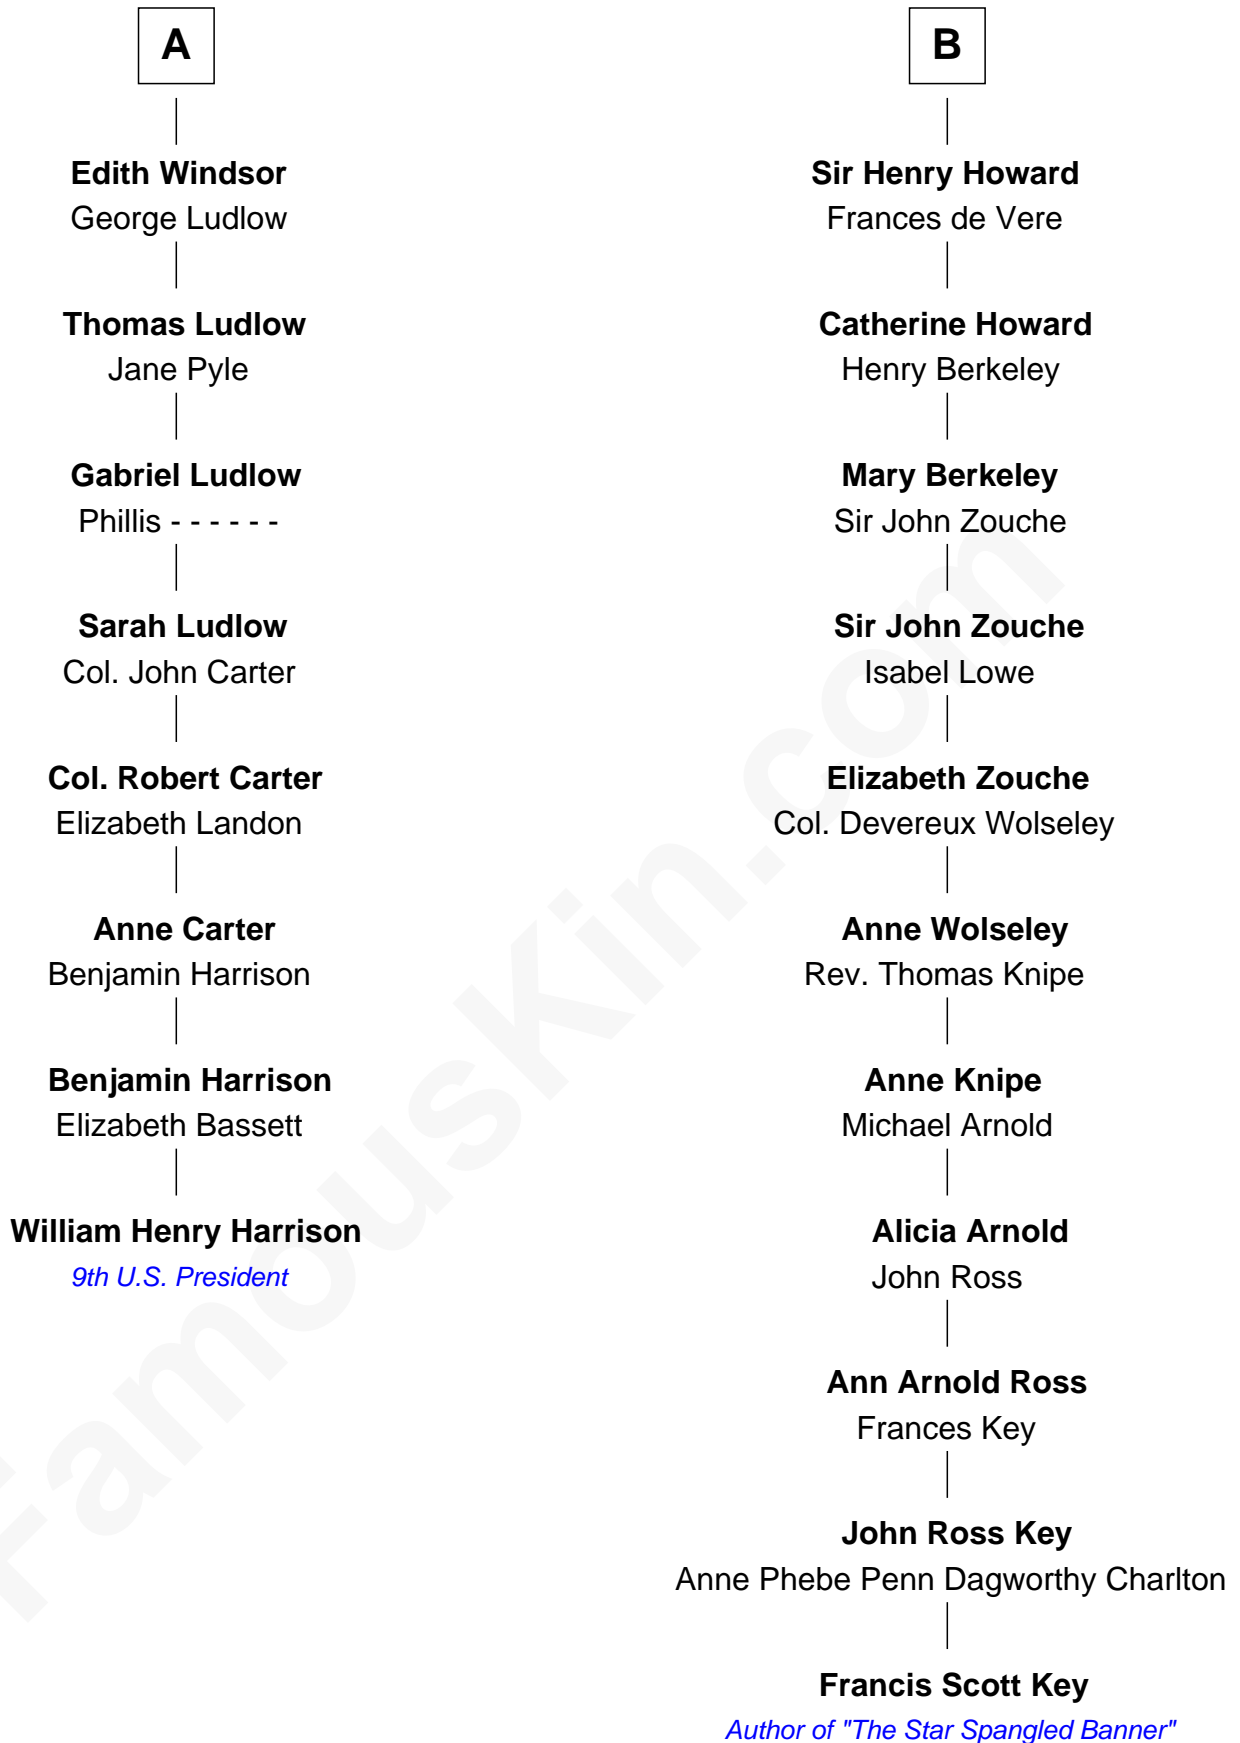 A
Edith Windsor
George Ludlow
Thomas Ludlow
Jane Pyle
Gabriel Ludlow
Phillis - - - - - -
Sarah Ludlow
Col. John Carter
Col. Robert Carter
Elizabeth Landon
Anne Carter
Benjamin Harrison
Benjamin Harrison
Elizabeth Bassett
William Henry Harrison
9th U.S. President
B
Sir Henry Howard
Frances de Vere
Catherine Howard
Henry Berkeley
Mary Berkeley
Sir John Zouche
Sir John Zouche
Isabel Lowe
Elizabeth Zouche
Col. Devereux Wolseley
Anne Wolseley
Rev. Thomas Knipe
Anne Knipe
Michael Arnold
Alicia Arnold
John Ross
Ann Arnold Ross
Frances Key
John Ross Key
Anne Phebe Penn Dagworthy Charlton
Francis Scott Key
Author of "The Star Spangled Banner"
FamousKin.com